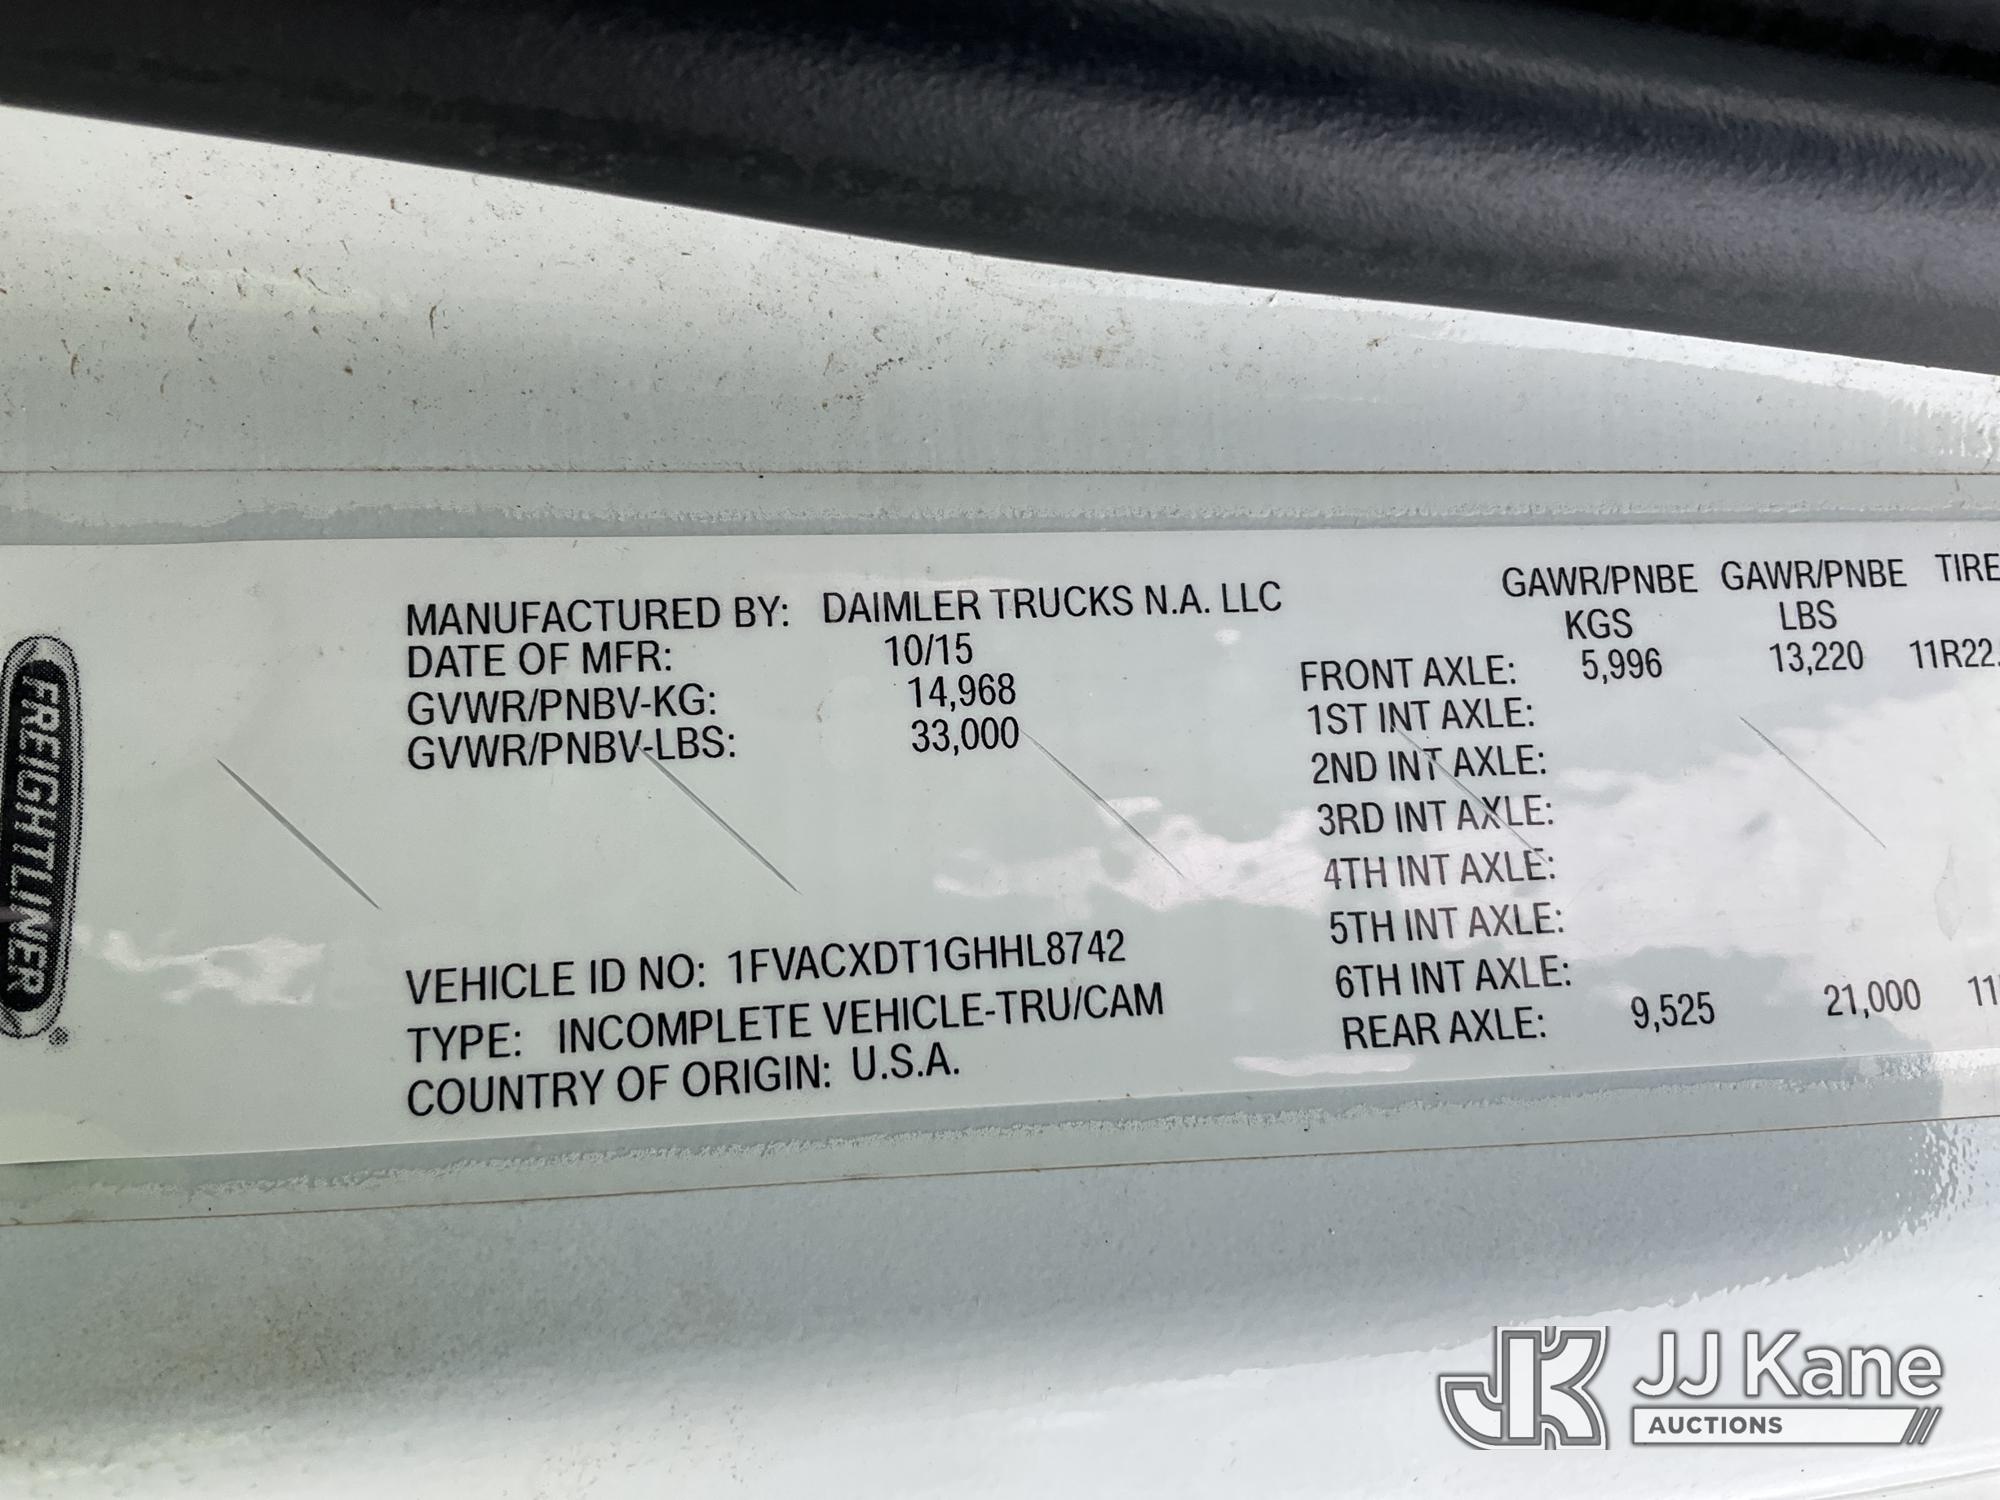 FREIGHTLINER®
MANUFACTURED BY: DAIMLER TRUCKS N.A. LLC
DATE OF MFR: 10/15
GVWR/PNBV-KG: 14,968
GVWR/PNBV-LBS: 33,000
VEHICLE ID NO: 1FVACXDT1GHHL8742
TYPE: INCOMPLETE VEHICLE-TRU/CAM
COUNTRY OF ORIGIN: U.S.A.
GAWR/PNBE GAWR/PNBE TIRE
KGS LBS
FRONT AXLE: 5,996 13,220 11R22.
1ST INT AXLE:
2ND INT AXLE:
3RD INT AXLE:
4TH INT AXLE:
5TH INT AXLE:
6TH INT AXLE:
REAR AXLE: 9,525 21,000 11
JK JJ Kane
AUCTIONS